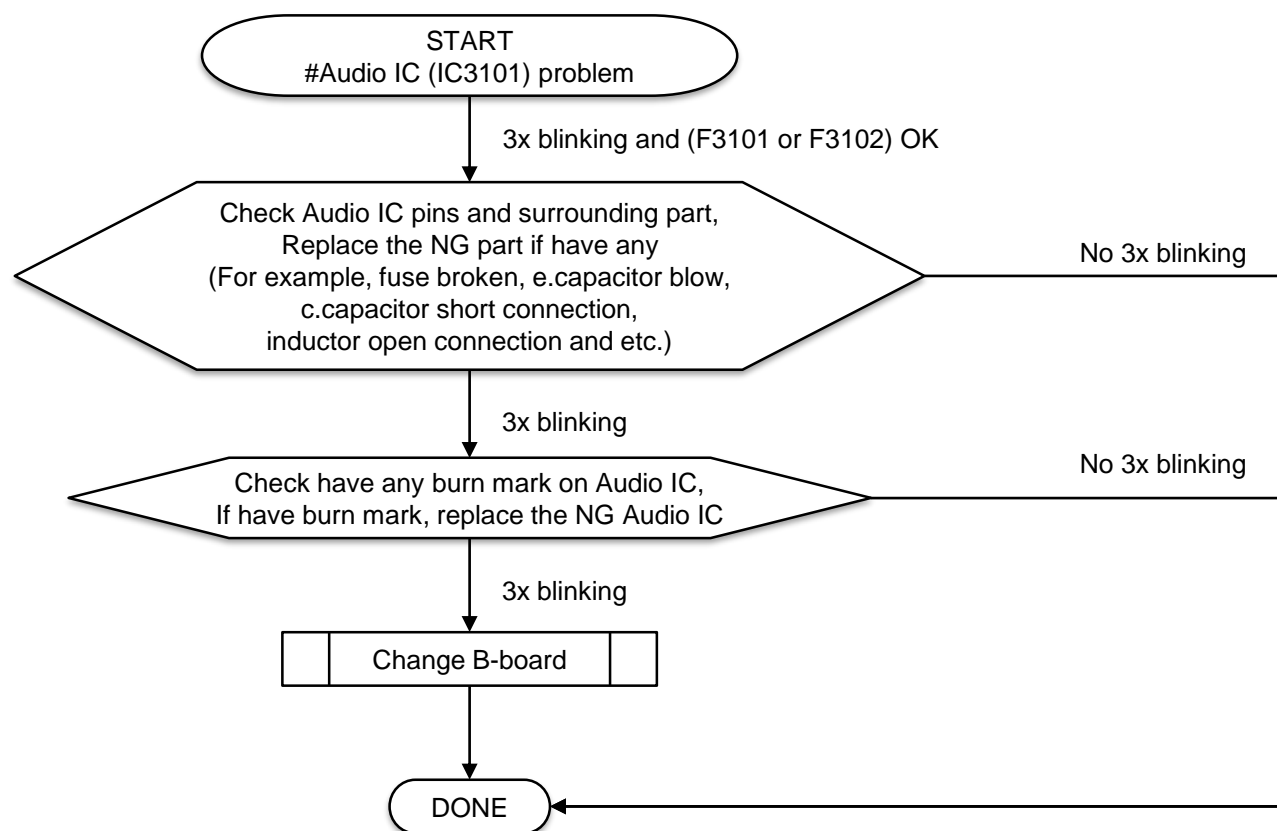 START
#Audio IC (IC3101) problem
3x blinking and (F3101 or F3102) OK
Check Audio IC pins and surrounding part,
Replace the NG part if have any
(For example, fuse broken, e.capacitor blow,
c.capacitor short connection,
inductor open connection and etc.)
No 3x blinking
3x blinking
Check have any burn mark on Audio IC,
If have burn mark, replace the NG Audio IC
No 3x blinking
3x blinking
Change B-board
DONE